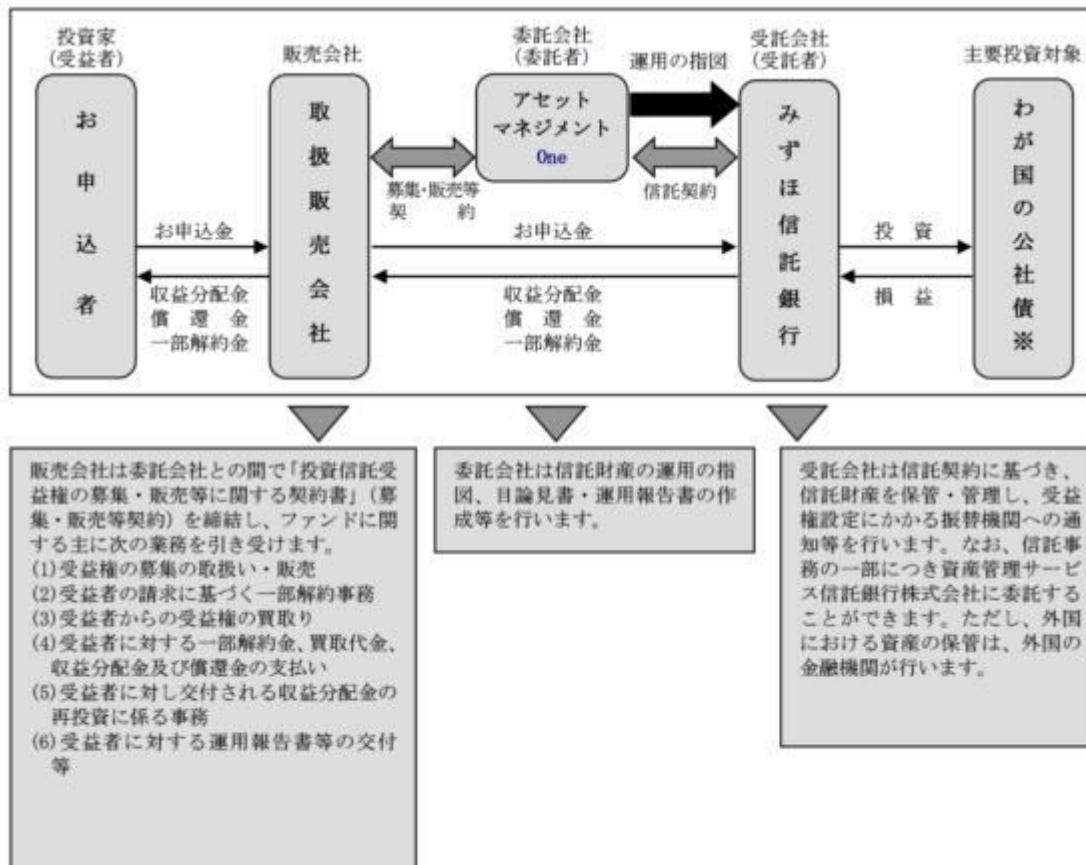 投資家
(受益者)
お申込者
販売会社
取扱販売会社
委託会社
(委託者)
アセット
マネジメント
One
運用の指図
受託会社
(受託者)
みずほ信託銀行
主要投資対象
わが国の公社債※
募集・販売等
契　　約
信託契約
お申込金
収益分配金
償　還　金
一部解約金
お申込金
収益分配金
償　還　金
一部解約金
投　資
損　益
販売会社は委託会社との間で「投資信託受
益権の募集・販売等に関する契約書」（募
集・販売等契約）を締結し、ファンドに関
する主に次の業務を引き受けます。
(1)受益権の募集の取扱い・販売
(2)受益者の請求に基づく一部解約事務
(3)受益者からの受益権の買取り
(4)受益者に対する一部解約金、買取代金、
収益分配金及び償還金の支払い
(5)受益者に対し交付される収益分配金の
再投資に係る事務
(6)受益者に対する運用報告書等の交付
等
委託会社は信託財産の運用の指
図、目論見書・運用報告書の作
成等を行います。
受託会社は信託契約に基づき、
信託財産を保管・管理し、受益
権設定にかかる振替機関への通
知等を行います。なお、信託事
務の一部につき資産管理サービ
ス信託銀行株式会社に委託する
ことができます。ただし、外国
における資産の保管は、外国の
金融機関が行います。